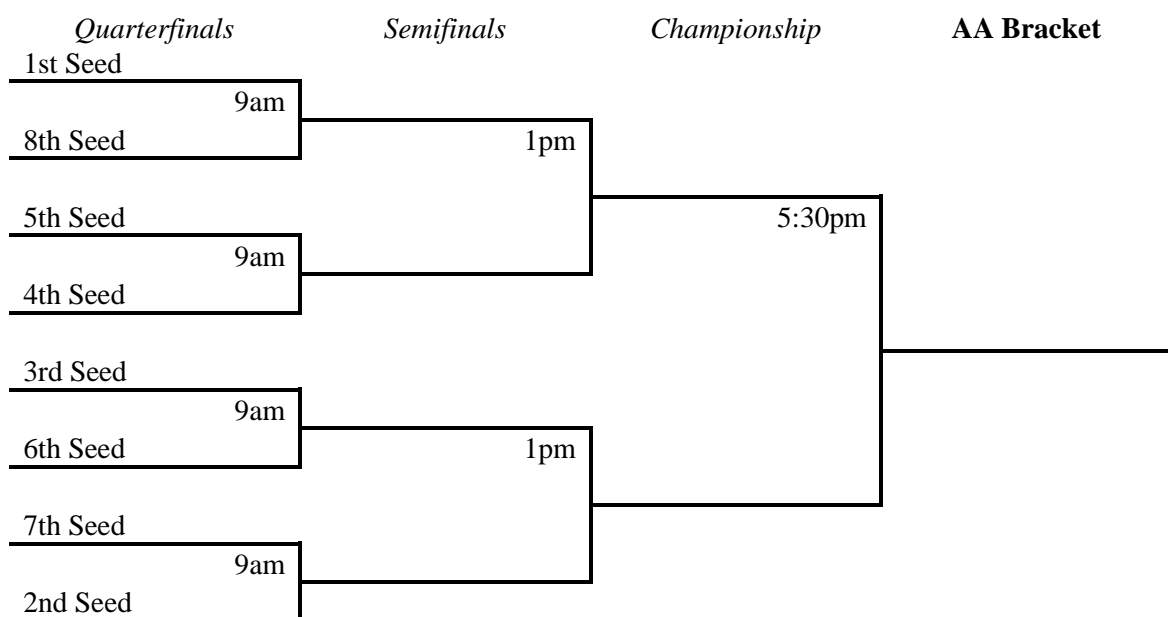 Quarterfinals Semifinals Championship AA Bracket
1st Seed
9am
8th Seed
1pm
5th Seed
5:30pm
9am
4th Seed
3rd Seed
9am
6th Seed
1pm
7th Seed
9am
2nd Seed